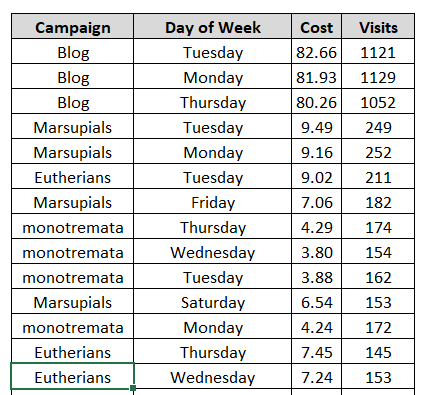 Campaign Day of Week Cost Visits
Blog Tuesday 82.66 1121
Blog Monday 81.93 1129
Blog Thursday 80.26 1052
Marsupials Tuesday 9.49 249
Marsupials Monday 9.16 252
Eutherians Tuesday 9.02 211
Marsupials Friday 7.06 182
monotremata Thursday 4.29 174
monotremata Wednesday 3.80 154
monotremata Tuesday 3.88 162
Marsupials Saturday 6.54 153
monotremata Monday 4.24 172
Eutherians Thursday 7.45 145
Eutherians Wednesday 7.24 153